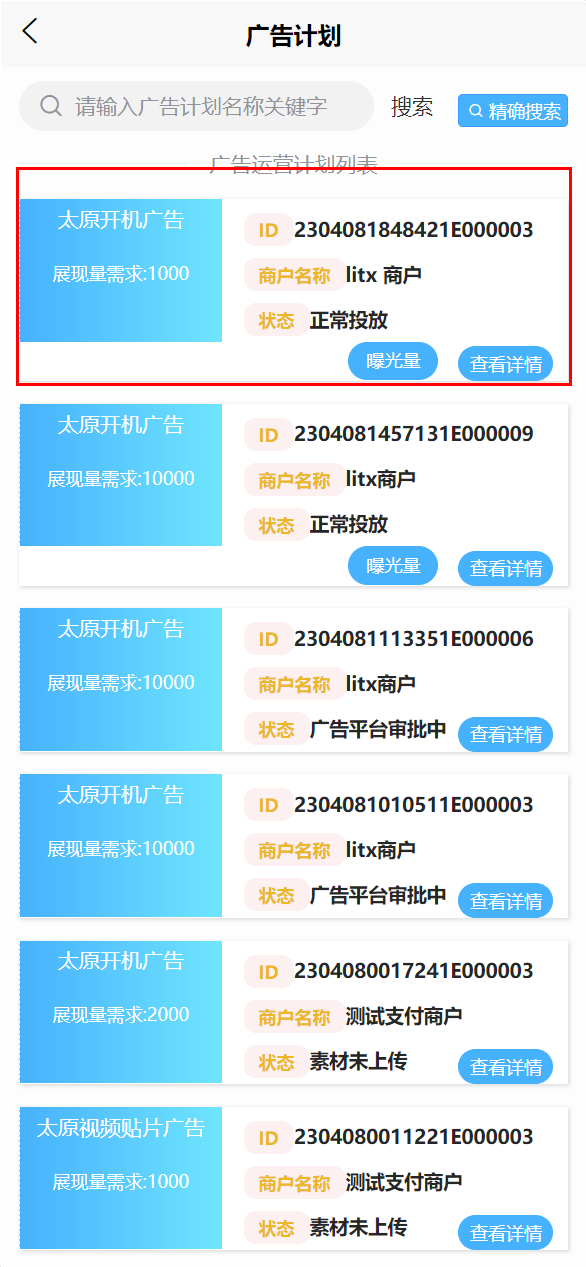 广告计划
请输入广告计划名称关键字 搜索 精确搜索
广告运营计划列表
太原开机广告
展现量需求:1000
ID 2304081848421E000003
商户名称 litx 商户
状态 正常投放
曝光量 查看详情
太原开机广告
展现量需求:10000
ID 2304081457131E000009
商户名称 litx商户
状态 正常投放
曝光量 查看详情
太原开机广告
展现量需求:10000
ID 2304081113351E000006
商户名称 litx商户
状态 广告平台审批中 查看详情
太原开机广告
展现量需求:10000
ID 2304081010511E000003
商户名称 litx商户
状态 广告平台审批中 查看详情
太原开机广告
展现量需求:2000
ID 2304080017241E000003
商户名称 测试支付商户
状态 素材未上传 查看详情
太原视频贴片广告
展现量需求:1000
ID 2304080011221E000003
商户名称 测试支付商户
状态 素材未上传 查看详情